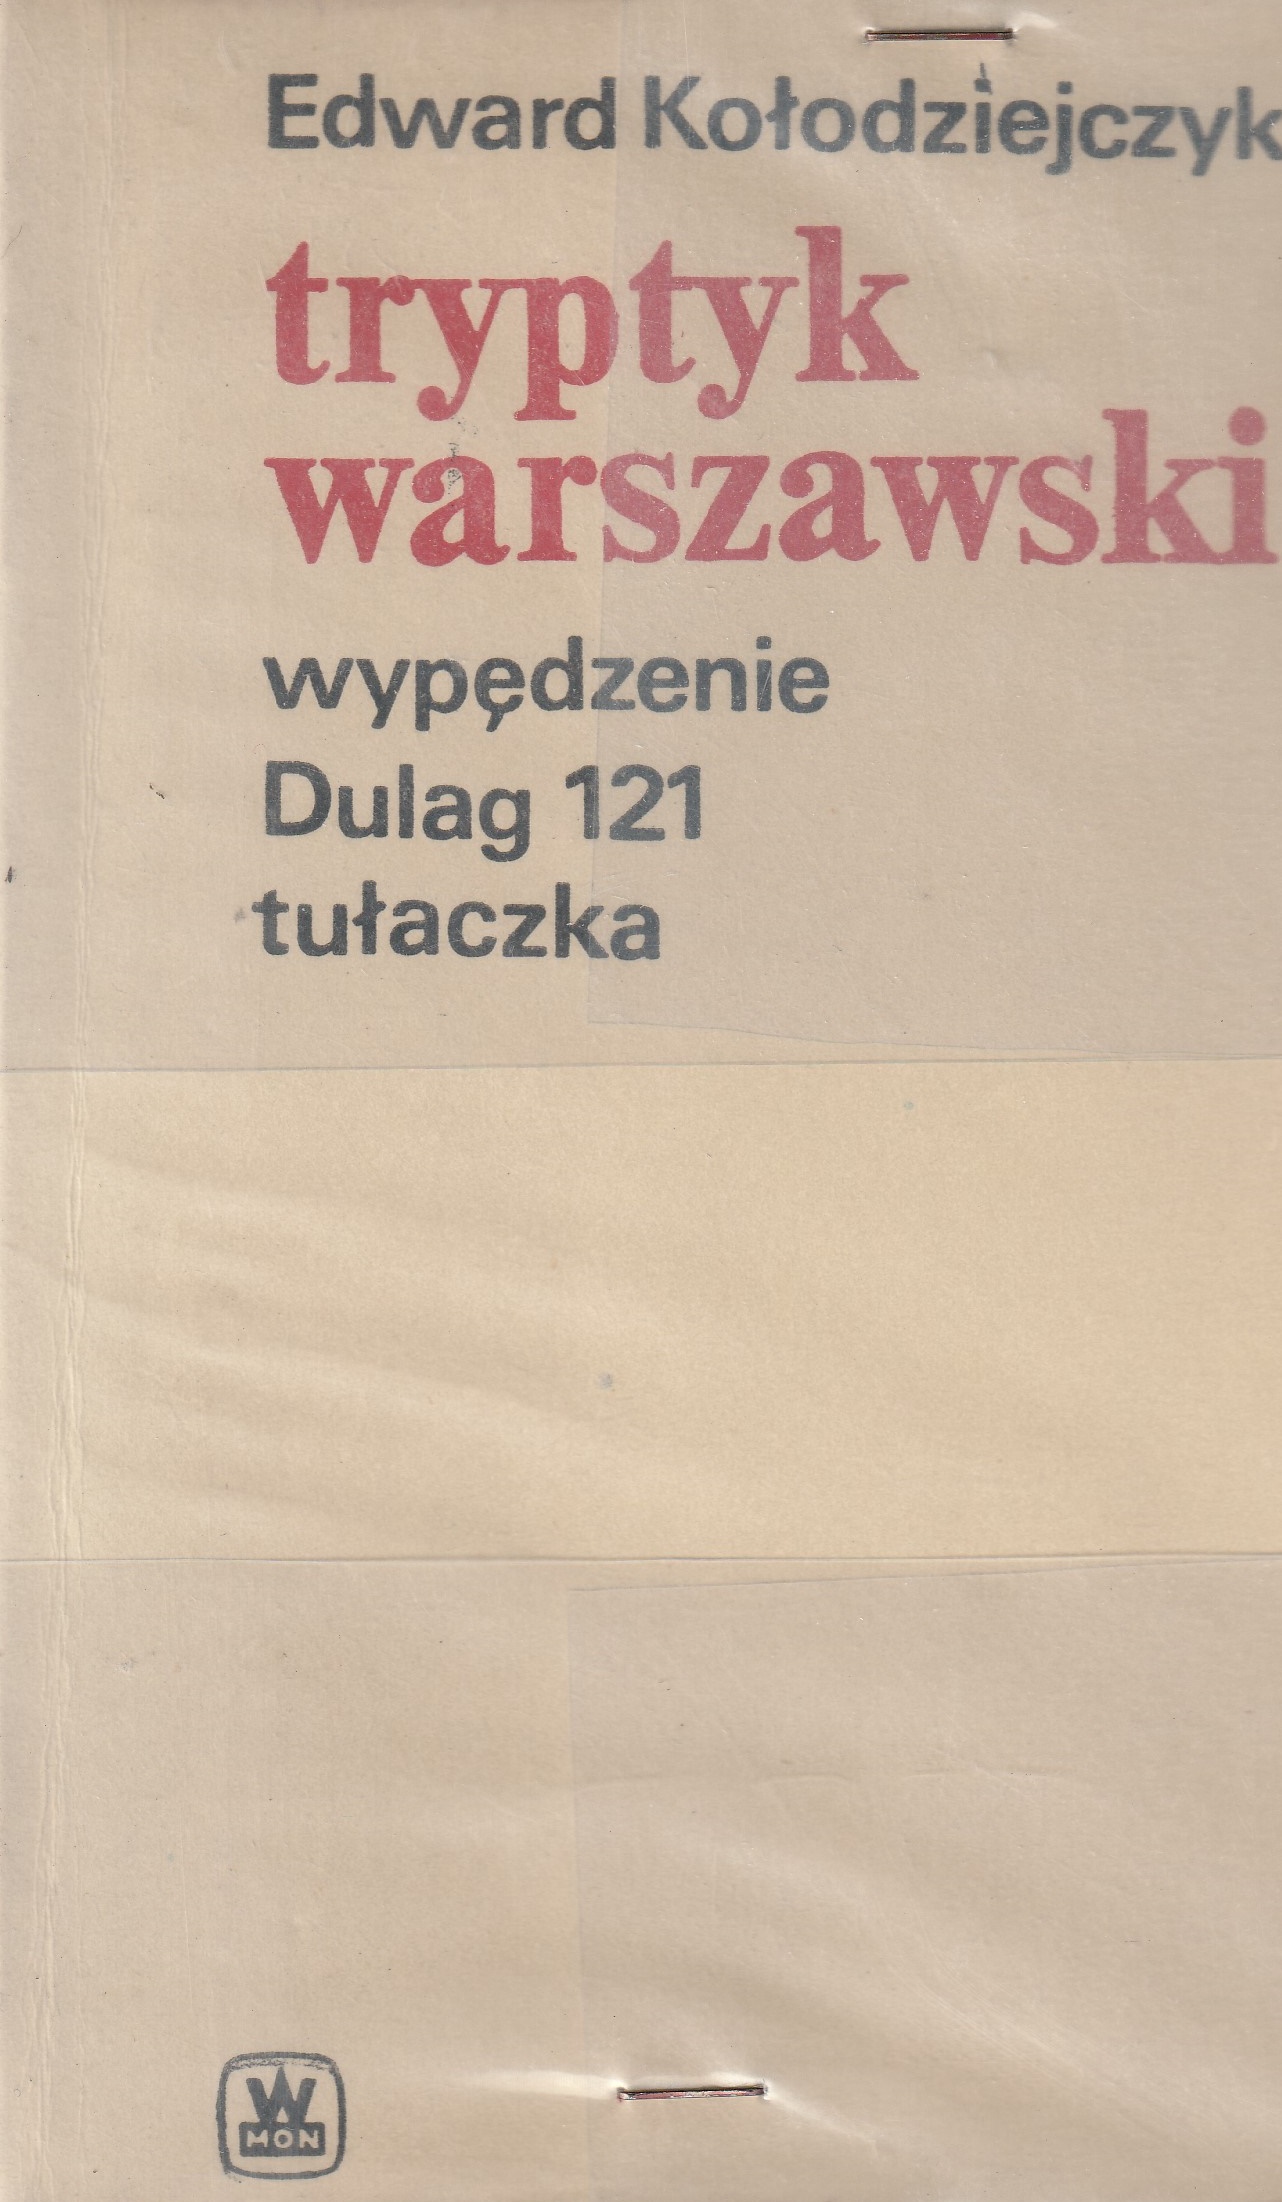 Edward Kołodziejczyk
tryptyk
warszawski
wypędzenie
Dulag 121
tułaczka
W
MON